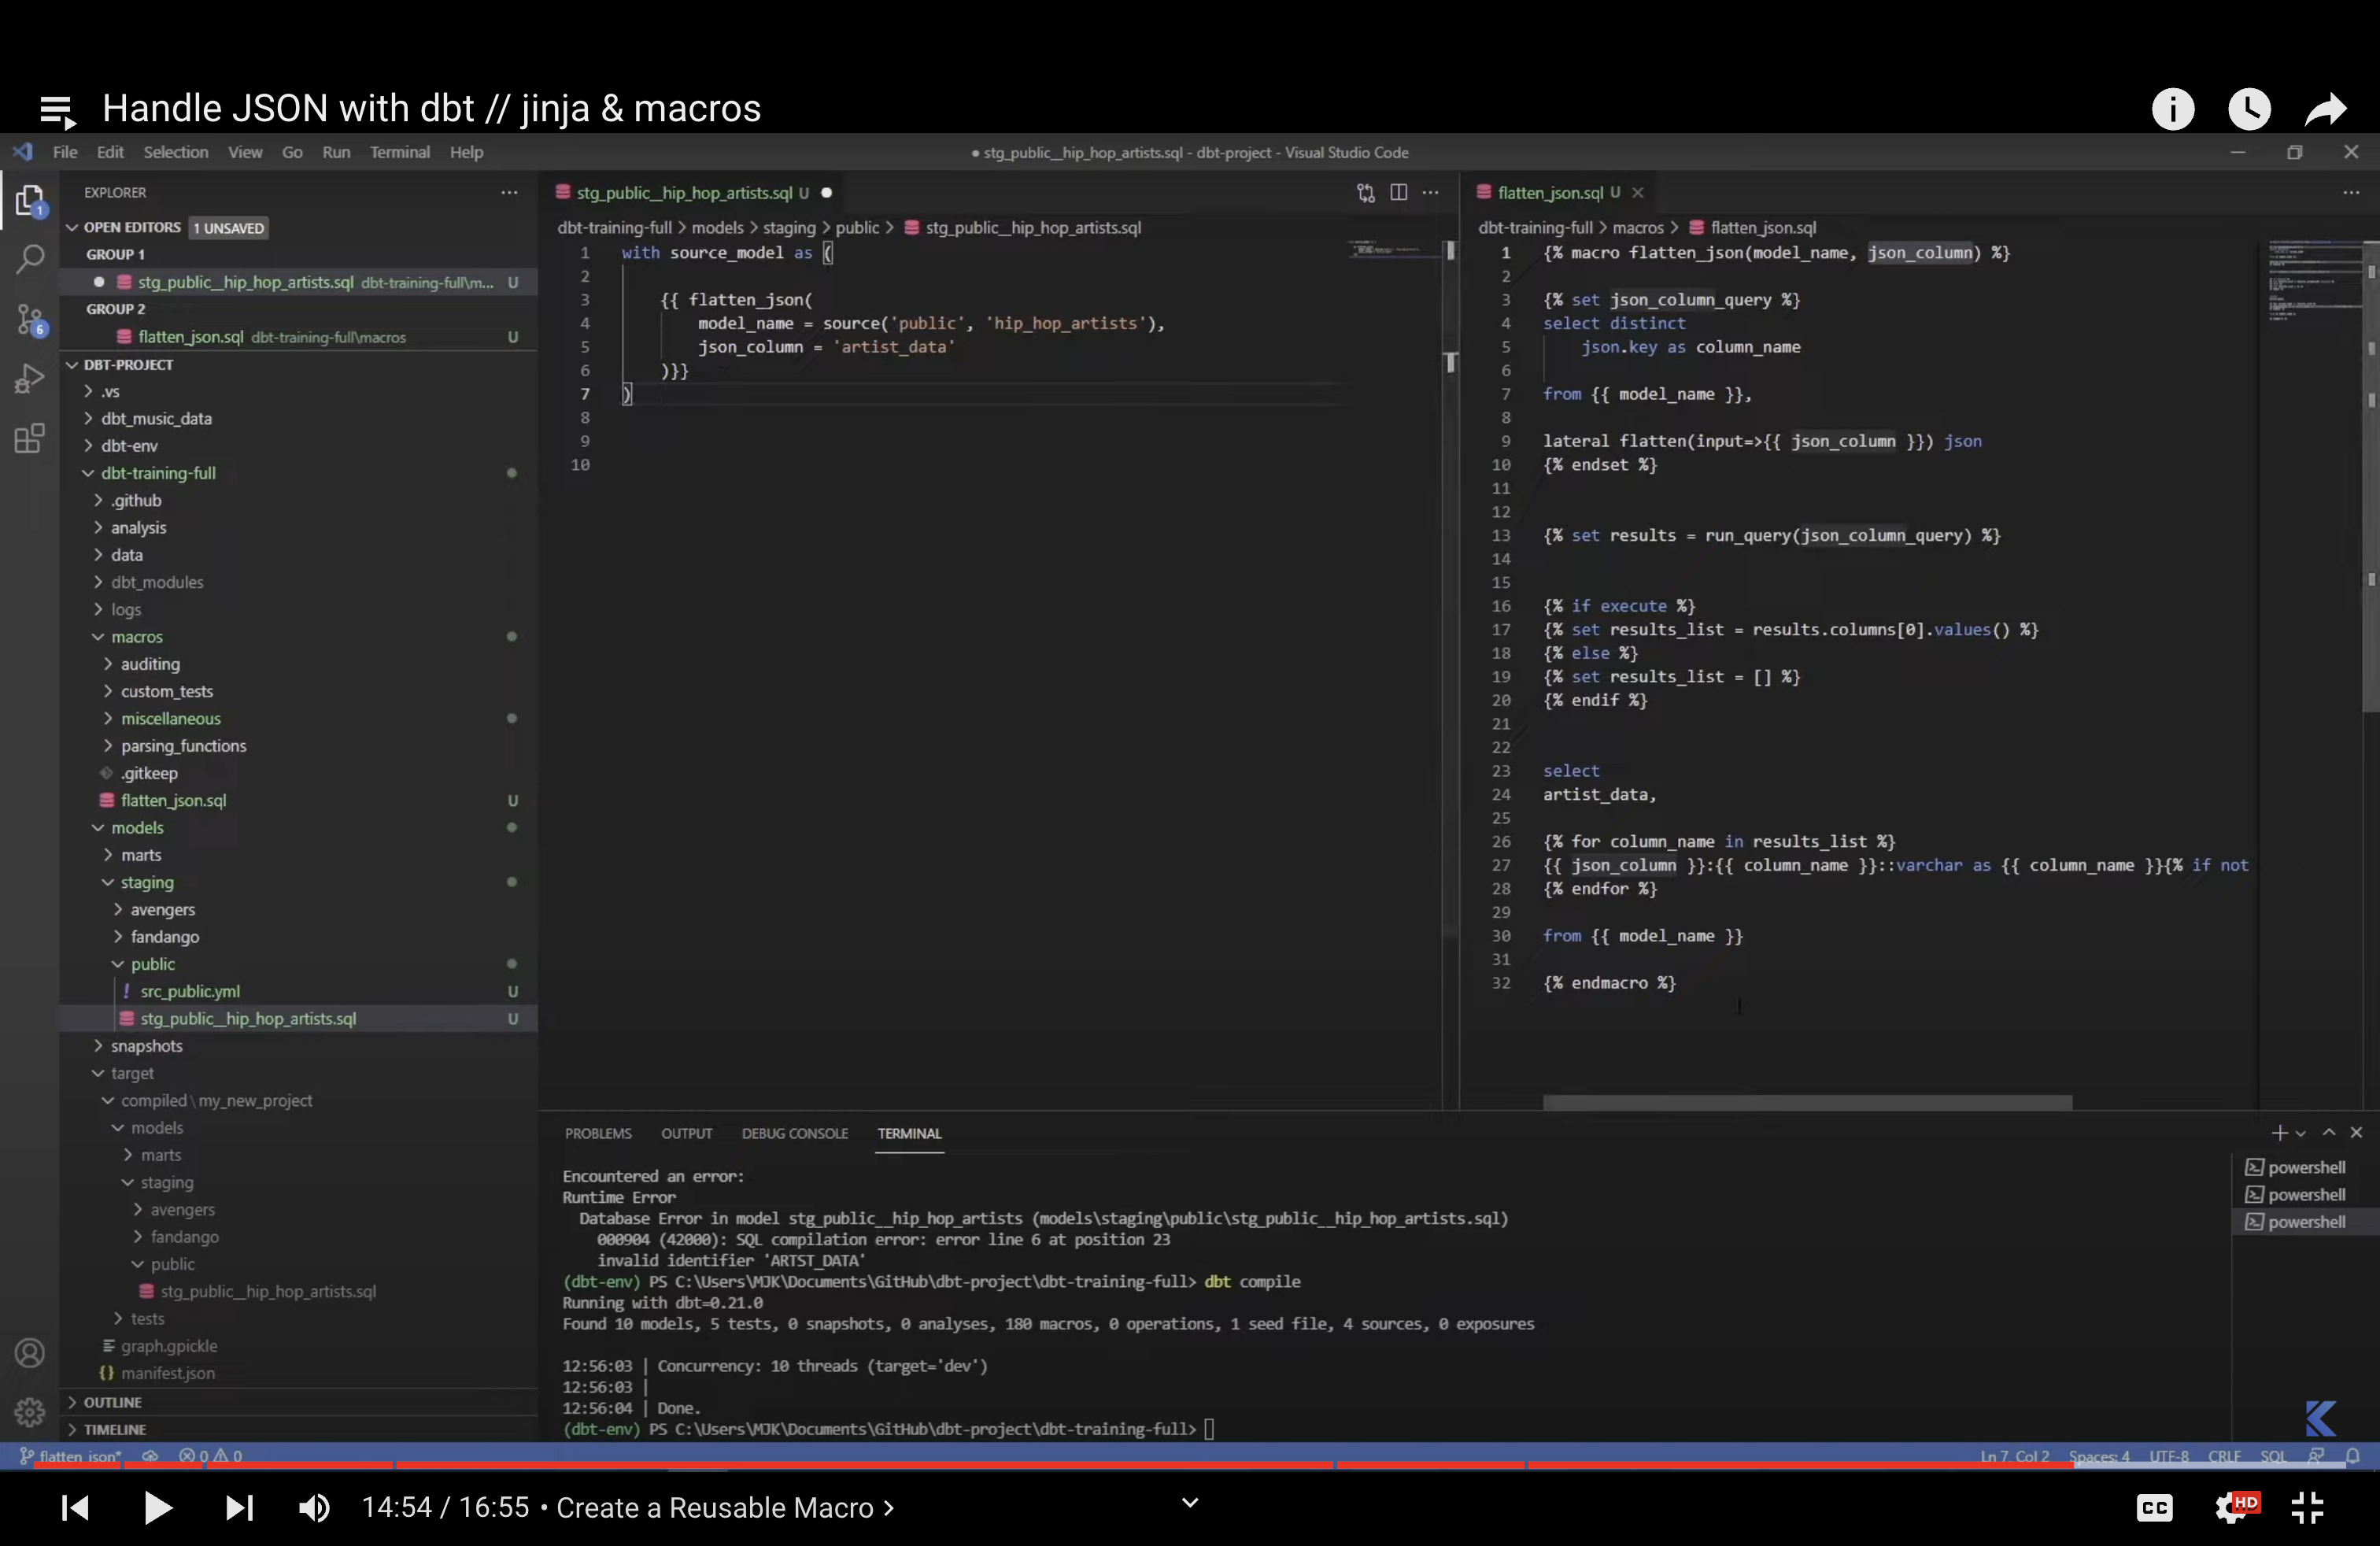 Handle JSON with dbt // jinja & macros
File Edit Selection View Go Run Terminal Help
● stg_public__hip_hop_artists.sql - dbt-project - Visual Studio Code
EXPLORER
OPEN EDITORS 1 UNSAVED
GROUP 1
stg_public__hip_hop_artists.sql dbt-training-full\m... U
GROUP 2
flatten_json.sql dbt-training-full\macros U
DBT-PROJECT
.vs
dbt_music_data
dbt-env
dbt-training-full
.github
analysis
data
dbt_modules
logs
macros
auditing
custom_tests
miscellaneous
parsing_functions
.gitkeep
flatten_json.sql U
models
marts
staging
avengers
fandango
public
src_public.yml U
stg_public__hip_hop_artists.sql U
snapshots
target
compiled\my_new_project
models
marts
staging
avengers
fandango
public
stg_public__hip_hop_artists.sql
tests
graph.gpickle
manifest.json
OUTLINE
TIMELINE
1
6
stg_public__hip_hop_artists.sql U
dbt-training-full > models > staging > public > stg_public__hip_hop_artists.sql
1 with source_model as (
2
3 {{ flatten_json(
4 model_name = source('public', 'hip_hop_artists'),
5 json_column = 'artist_data'
6 )}}
7 )
8
9
10
flatten_json.sql U
dbt-training-full > macros > flatten_json.sql
1 {% macro flatten_json(model_name, json_column) %}
2
3 {% set json_column_query %}
4 select distinct
5 json.key as column_name
6
7 from {{ model_name }},
8
9 lateral flatten(input=>{{ json_column }}) json
10 {% endset %}
11
12
13 {% set results = run_query(json_column_query) %}
14
15
16 {% if execute %}
17 {% set results_list = results.columns[0].values() %}
18 {% else %}
19 {% set results_list = [] %}
20 {% endif %}
21
22
23 select
24 artist_data,
25
26 {% for column_name in results_list %}
27 {{ json_column }}:{{ column_name }}::varchar as {{ column_name }}{% if not
28 {% endfor %}
29
30 from {{ model_name }}
31
32 {% endmacro %}
PROBLEMS OUTPUT DEBUG CONSOLE TERMINAL
Encountered an error:
Runtime Error
Database Error in model stg_public__hip_hop_artists (models\staging\public\stg_public__hip_hop_artists.sql)
000904 (42000): SQL compilation error: error line 6 at position 23
invalid identifier 'ARTST_DATA'
(dbt-env) PS C:\Users\MJK\Documents\GitHub\dbt-project\dbt-training-full> dbt compile
Running with dbt=0.21.0
Found 10 models, 5 tests, 0 snapshots, 0 analyses, 180 macros, 0 operations, 1 seed file, 4 sources, 0 exposures
12:56:03 | Concurrency: 10 threads (target='dev')
12:56:03 |
12:56:04 | Done.
(dbt-env) PS C:\Users\MJK\Documents\GitHub\dbt-project\dbt-training-full>
powershell
powershell
powershell
flatten_json* 0 0
Ln 7, Col 2 Spaces: 4 UTF-8 CRLF SQL
14:54 / 16:55 • Create a Reusable Macro >
CC HD